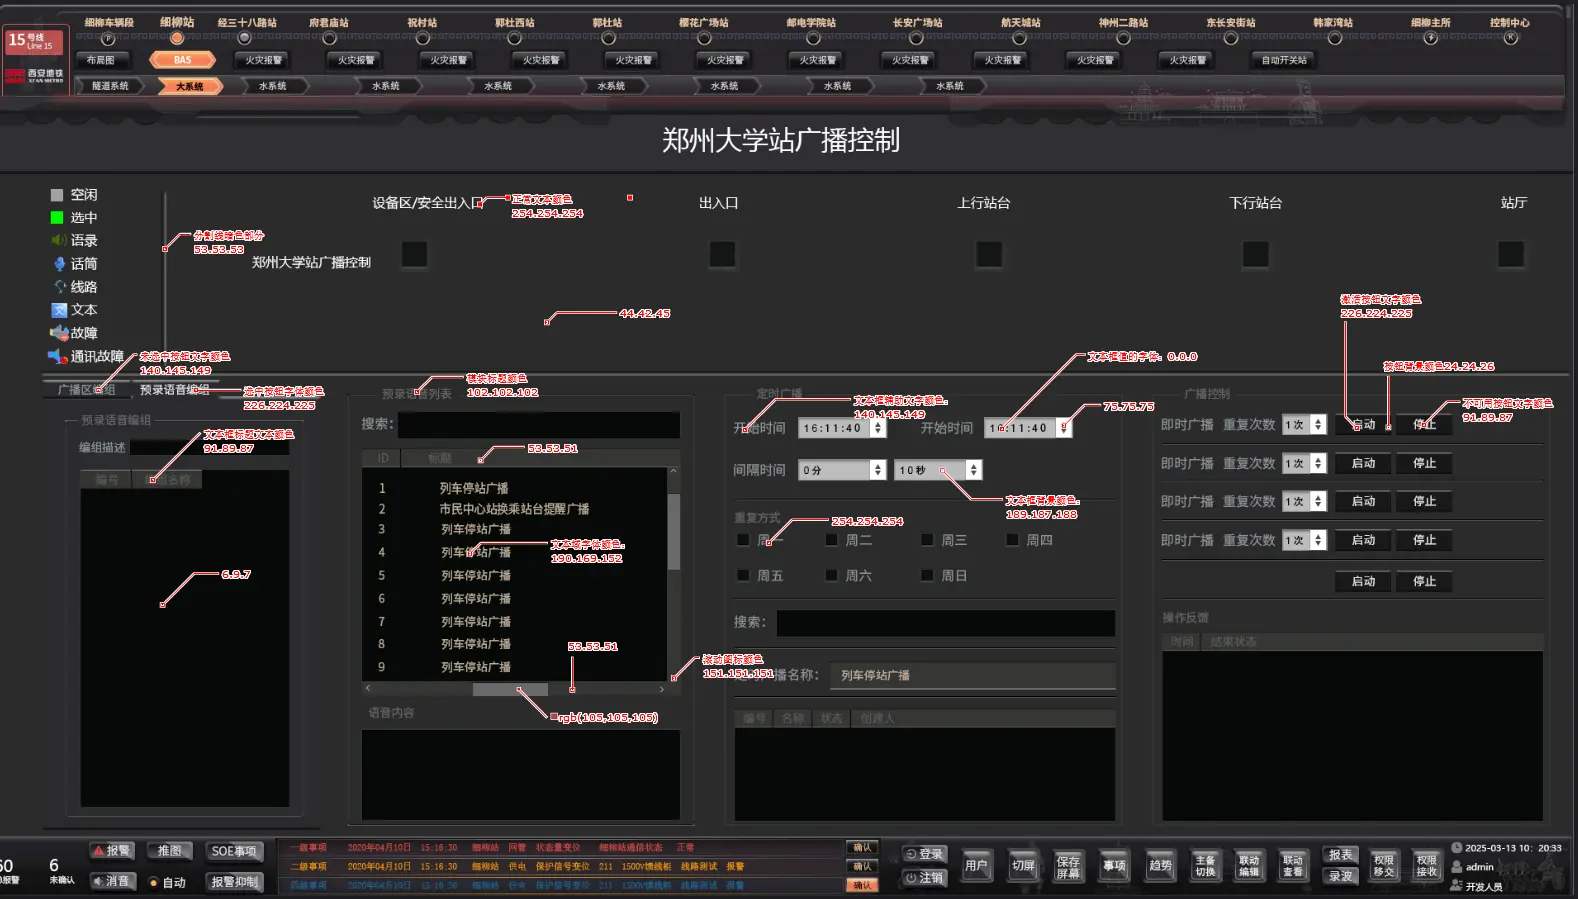 细柳车辆段 细柳站 经三十八路站 府君庙站 祝村站 郭杜西站 郭杜站 樱花广场站 邮电学院站 长安广场站 航天城站 神州二路站 东长安街站 韩家湾站 细柳主所 控制中心
15号线
Line 15
布局图 BAS 火灾报警 火灾报警 火灾报警 火灾报警 火灾报警 火灾报警 火灾报警 火灾报警 火灾报警 火灾报警 火灾报警 自动开关站
西安地铁
XI'AN METRO
隧道系统 大系统 水系统 水系统 水系统 水系统 水系统 水系统 水系统
郑州大学站广播控制
空闲
选中
语录
话筒
线路
文本
故障
通讯故障
设备区/安全出入口 出入口 上行站台 下行站台 站厅
正常文本颜色
254.254.254
分割线暗色部分
53.53.53
郑州大学站广播控制
44.42.45
激活按钮文字颜色
226.224.225
未选中按钮文字颜色
140.145.149
文本框里的字体：0.0.0
按钮背景颜色24.24.26
广播区编组 预录语音编组
选中按钮字体颜色
226.224.225
模块标题颜色
102.102.102
预录语音编组
编组描述
文本框标题文本颜色
91.89.87
编号
6.9.7
预录语音列表
搜索:
ID 标题
53.53.51
1 列车停站广播
2 市民中心站换乘站台提醒广播
3 列车停站广播
4 列车停站广播
5 列车停站广播
6 列车停站广播
7 列车停站广播
8 列车停站广播
9 列车停站广播
文本框字体颜色:
190.169.152
53.53.51
滚动图标颜色
151.151.151
rgb(105,105,105)
语音内容
定时广播
文本框辅助文字颜色:
140.145.149
75.75.75
开始时间 16:11:40 开始时间 16:11:40
间隔时间 0分 10秒
文本框背景颜色:
189.187.188
重复方式
254.254.254
周一 周二 周三 周四
周五 周六 周日
搜索:
广播名称: 列车停站广播
编号 名称 状态 创建人
广播控制
不可用按钮文字颜色
91.89.87
即时广播 重复次数 1次 启动 停止
即时广播 重复次数 1次 启动 停止
即时广播 重复次数 1次 启动 停止
即时广播 重复次数 1次 启动 停止
启动 停止
操作反馈
时间 结果状态
60 6
报警 未确认
报警 推图 SOE事项
消音 自动 报警抑制
一级事项 2020年04月10日 15:16:30 细柳站 网管 状态量变位 细柳站通信状态 正常 确认
二级事项 2020年04月10日 15:16:30 细柳站 供电 保护信号变位 211 1500V馈线柜 线路测试 报警 确认
四级事项 2020年04月10日 15:16:30 细柳站 供电 保护信号变位 211 1500V馈线柜 线路测试 报警 确认
登录
注销
用户 切屏 保存屏幕 事项 趋势 主备切换 联动编辑 联动查看
报表
录波
权限移交 权限接收
2025-03-13 10: 20:33
admin
开发人员